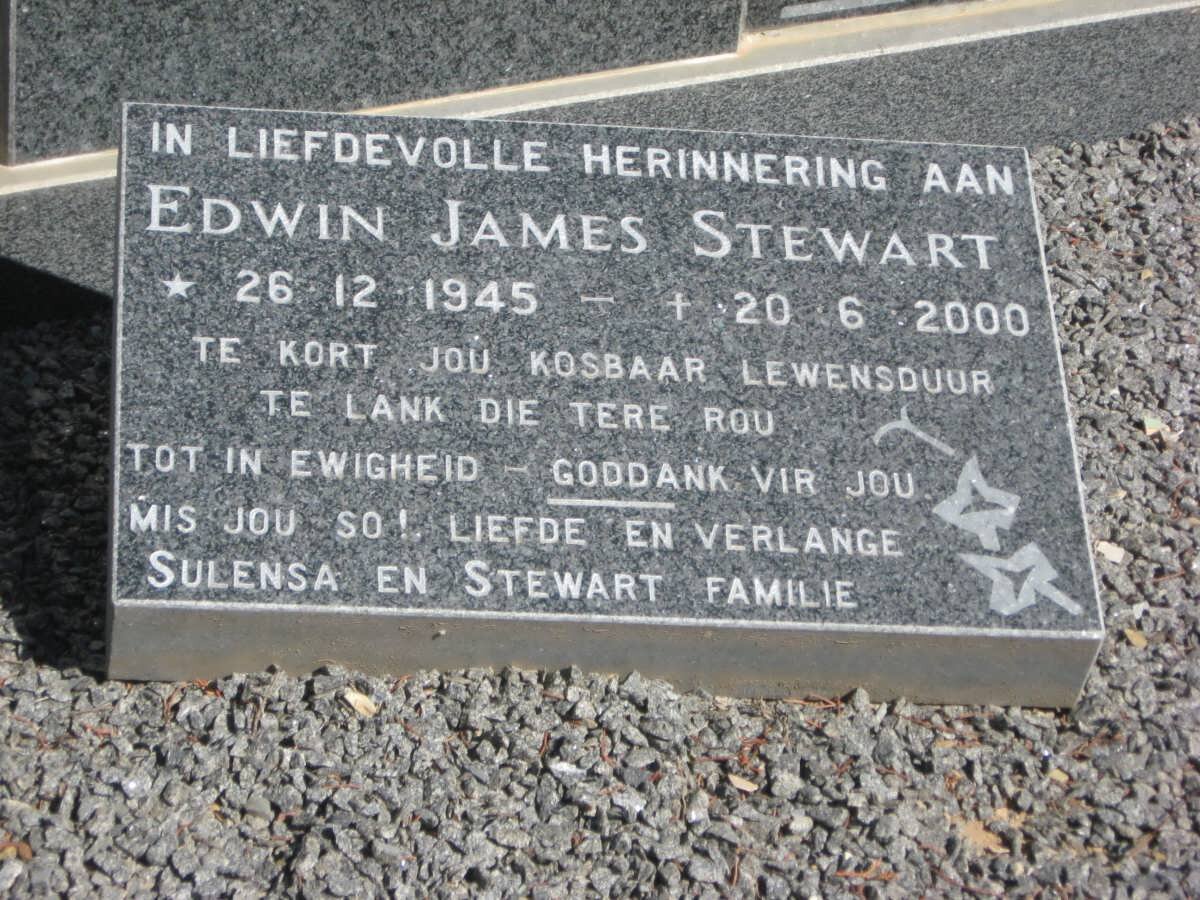 IN LIEFDEVOLLE HERINNERING AAN
EDWIN JAMES STEWART
★ 26 12 1945 – † 20 6 2000
TE KORT JOU KOSBAAR LEWENSDUUR
TE LANK DIE TERE ROU
TOT IN EWIGHEID – GODDANK VIR JOU
MIS JOU SO! LIEFDE EN VERLANGE
SULENSA EN STEWART FAMILIE